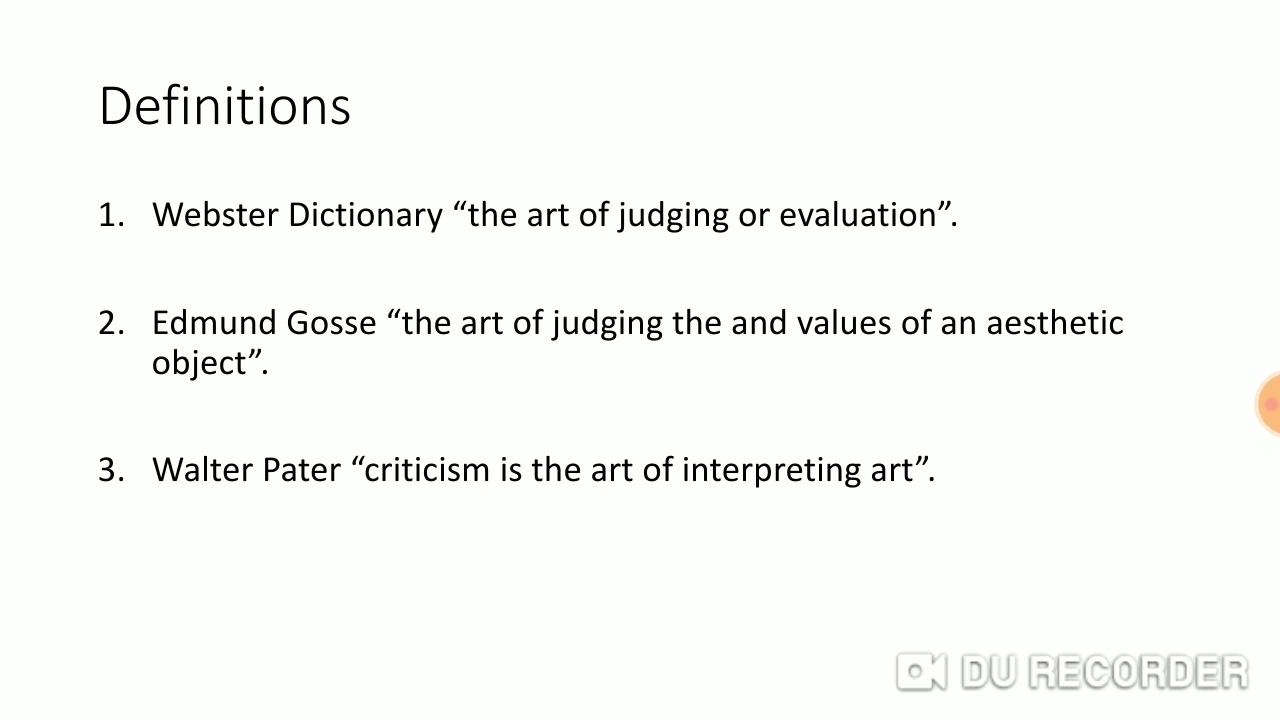 Definitions
1. Webster Dictionary “the art of judging or evaluation”.
2. Edmund Gosse “the art of judging the and values of an aesthetic
object”.
3. Walter Pater “criticism is the art of interpreting art”.
DU RECORDER